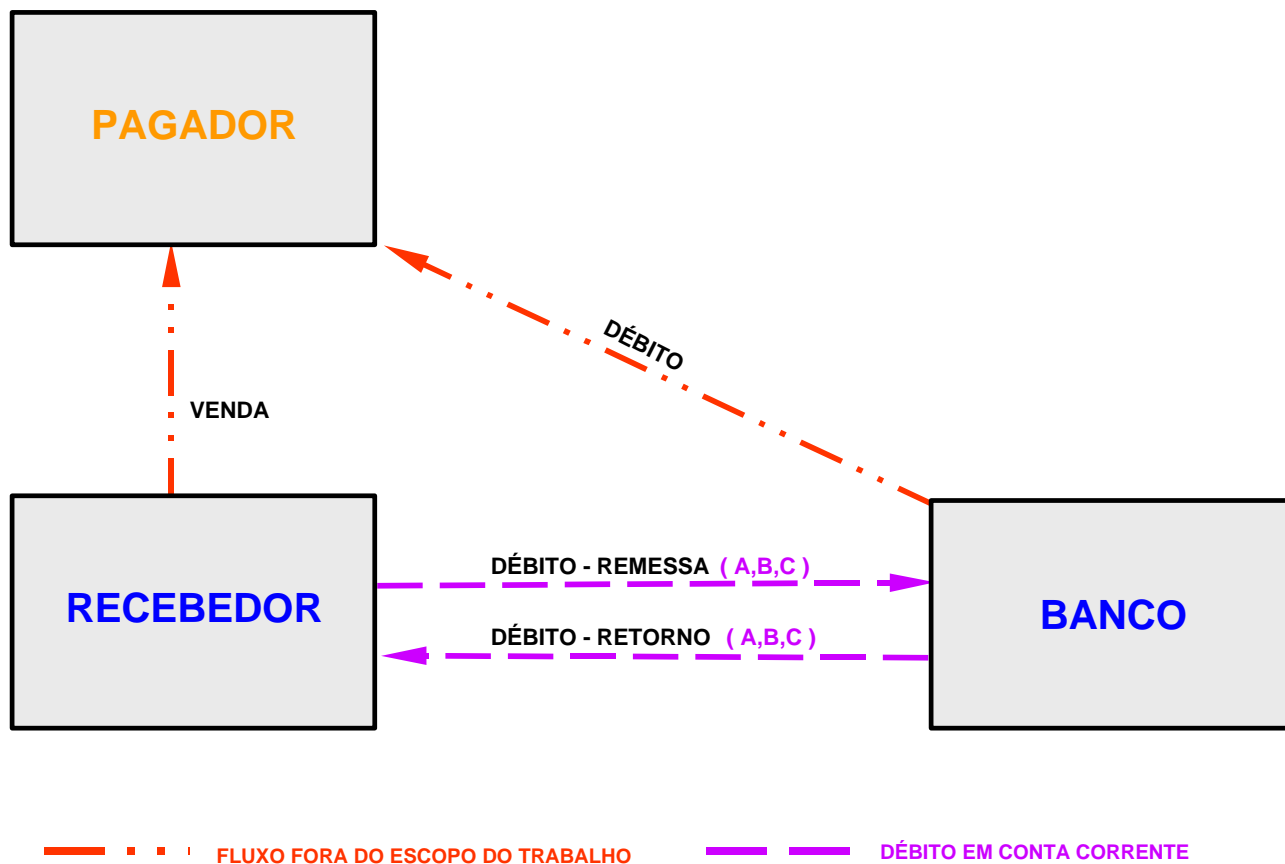 PAGADOR
DÉBITO
VENDA
DÉBITO - REMESSA ( A,B,C )
RECEBEDOR
BANCO
DÉBITO - RETORNO ( A,B,C )
FLUXO FORA DO ESCOPO DO TRABALHO
DÉBITO EM CONTA CORRENTE